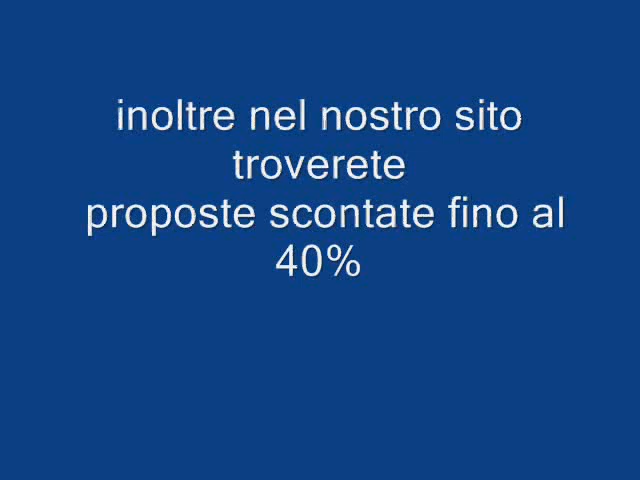 inoltre nel nostro sito
troverete
proposte scontate fino al
40%